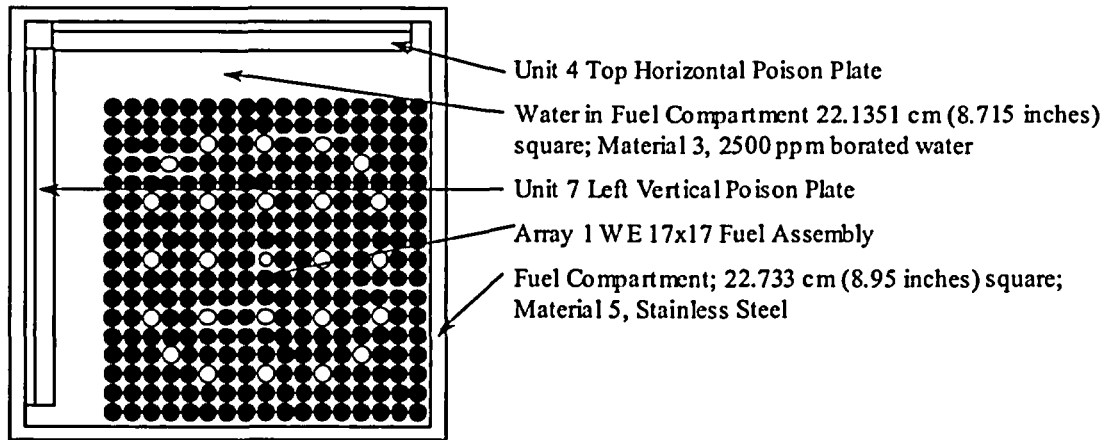 Unit 4 Top Horizontal Poison Plate
Water in Fuel Compartment 22.1351 cm (8.715 inches)
square; Material 3, 2500 ppm borated water
Unit 7 Left Vertical Poison Plate
Array 1 WE 17x17 Fuel Assembly
Fuel Compartment; 22.733 cm (8.95 inches) square;
Material 5, Stainless Steel